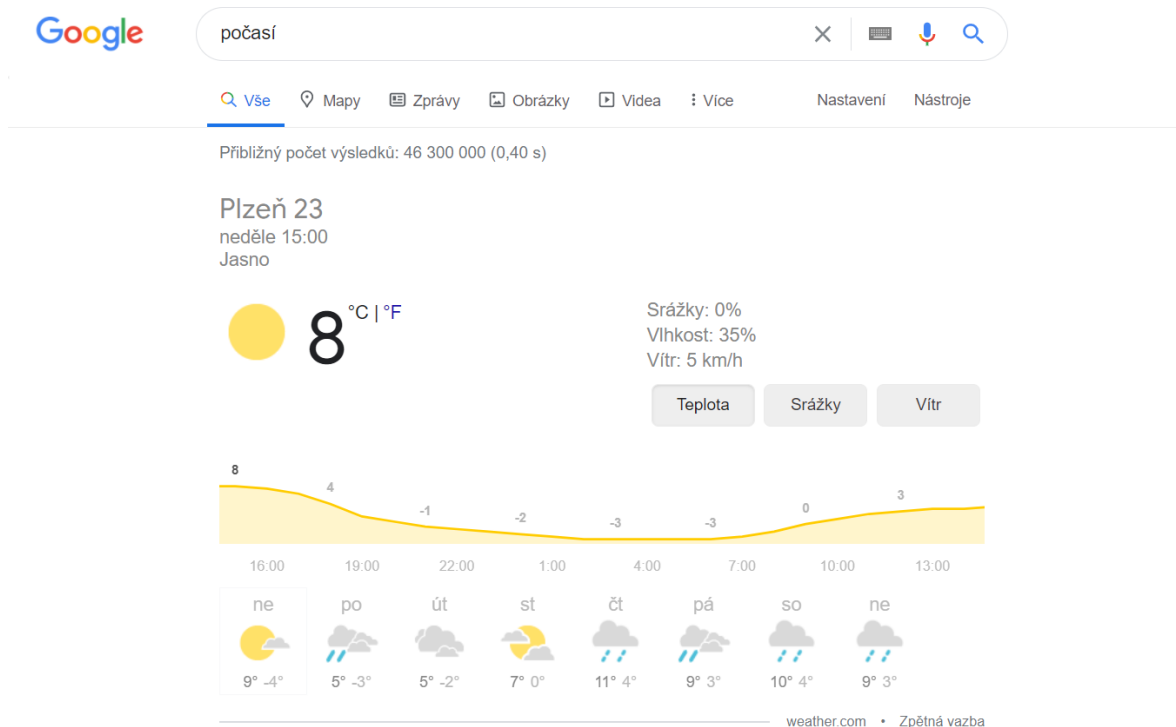 Google
počasí
Vše Mapy Zprávy Obrázky Videa Více Nastavení Nástroje
Přibližný počet výsledků: 46 300 000 (0,40 s)
Plzeň 23
neděle 15:00
Jasno
8 °C | °F
Srážky: 0%
Vlhkost: 35%
Vítr: 5 km/h
Teplota Srážky Vítr
8 4 -1 -2 -3 -3 0 3
16:00 19:00 22:00 1:00 4:00 7:00 10:00 13:00
ne po út st čt pá so ne
9° -4° 5° -3° 5° -2° 7° 0° 11° 4° 9° 3° 10° 4° 9° 3°
weather.com • Zpětná vazba